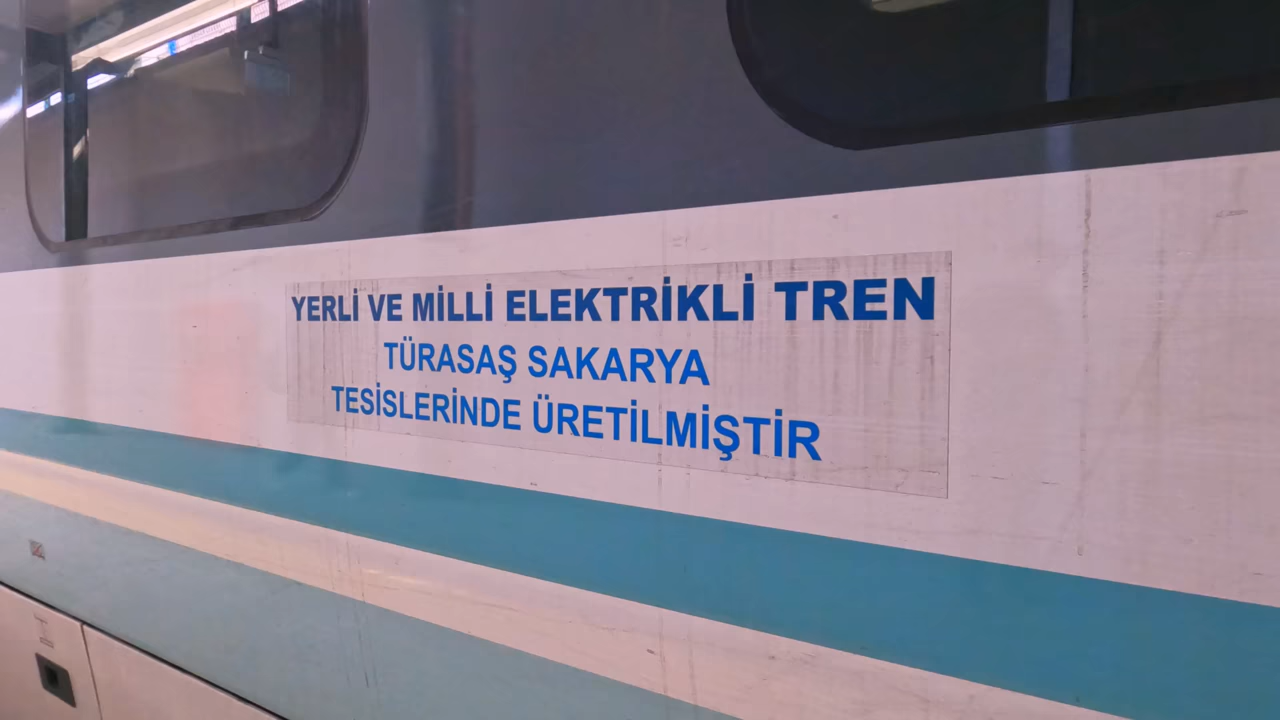 YERLİ VE MİLLİ ELEKTRİKLİ TREN
TÜRASAŞ SAKARYA
TESİSLERİNDE ÜRETİLMİŞTİR